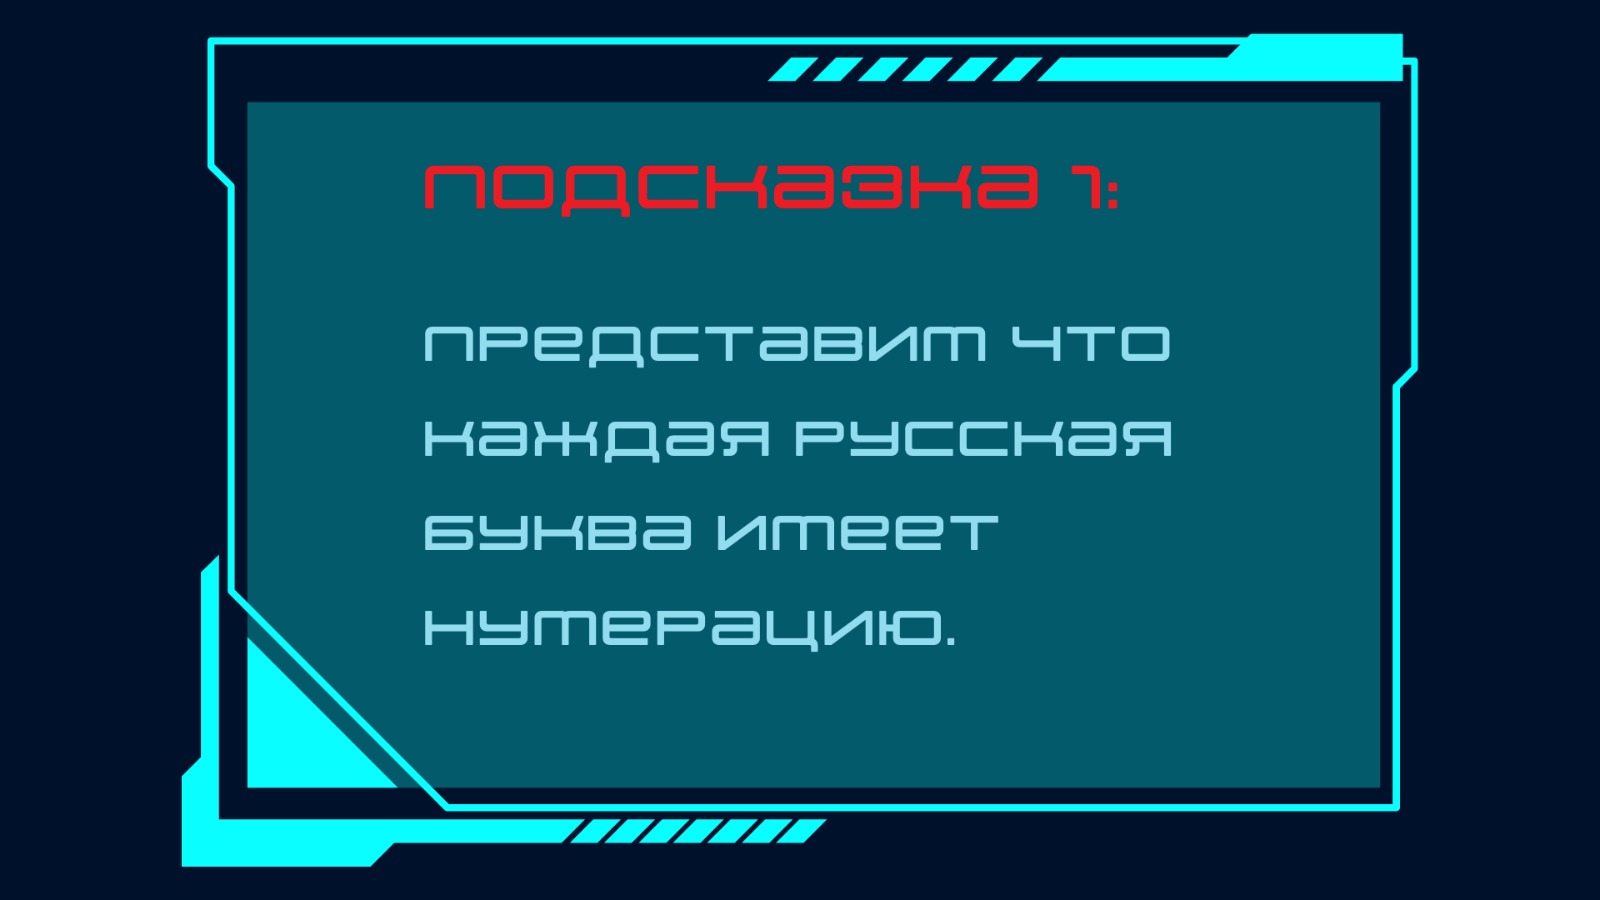 Подсказка 1:
Представим что
каждая русская
буква имеет
нумерацию.